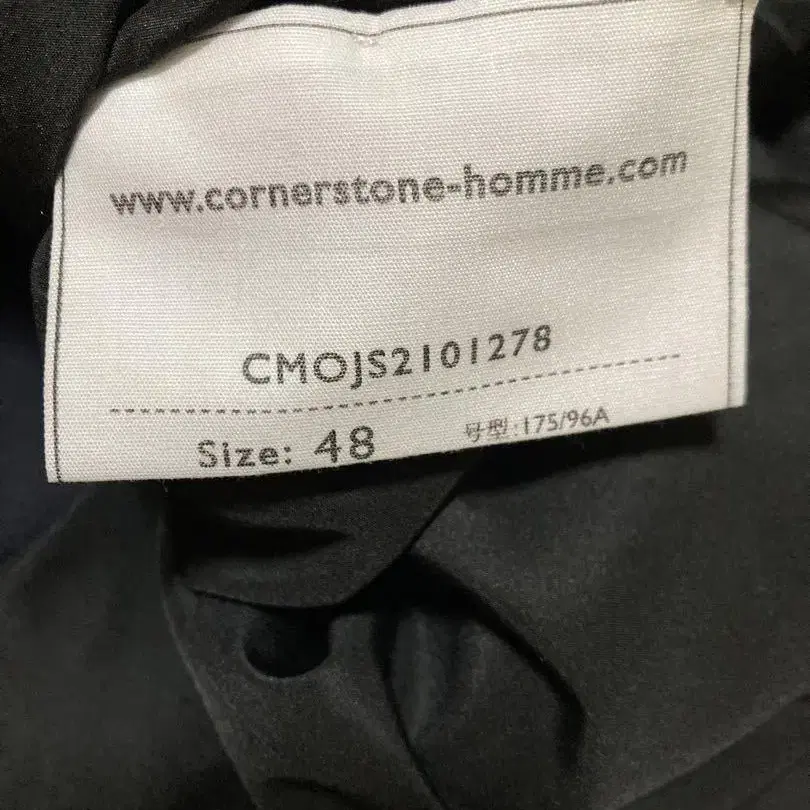 www.cornerstone-homme.com
CMOJS2101278
Size: 48 号型:175/96A